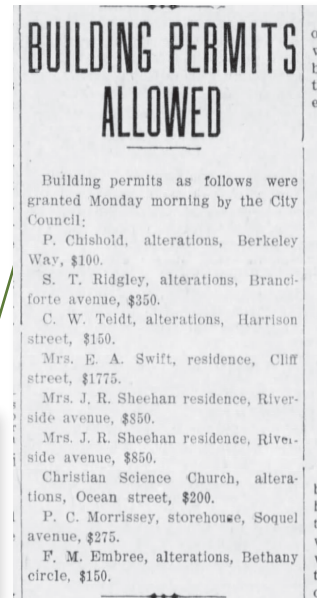 BUILDING PERMITS
ALLOWED
Building permits as follows were
granted Monday morning by the City
Council:
P. Chishold, alterations, Berkeley
Way, $100.
S. T. Ridgley, alterations, Branci-
forte avenue, $350.
C. W. Teidt, alterations, Harrison
street, $150.
Mrs. E. A. Swift, residence, Cliff
street, $1775.
Mrs. J. R. Sheehan residence, River-
side avenue, $850.
Mrs. J. R. Sheehan residence, River-
side avenue, $850.
Christian Science Church, altera-
tions, Ocean street, $200.
P. C. Morrissey, storehouse, Soquel
avenue, $275.
F. M. Embree, alterations, Bethany
circle, $150.